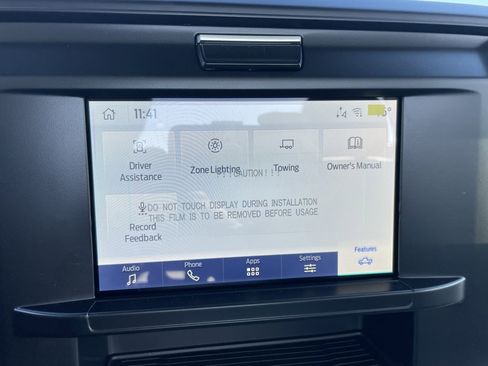 11:41
Driver
Assistance
Zone Lighting
Towing
Owner's Manual
!!!CAUTION!!!
DO NOT TOUCH DISPLAY DURING INSTALLATION
THIS FILM IS TO BE REMOVED BEFORE USAGE
Record
Feedback
Audio
Phone
Apps
Settings
Features